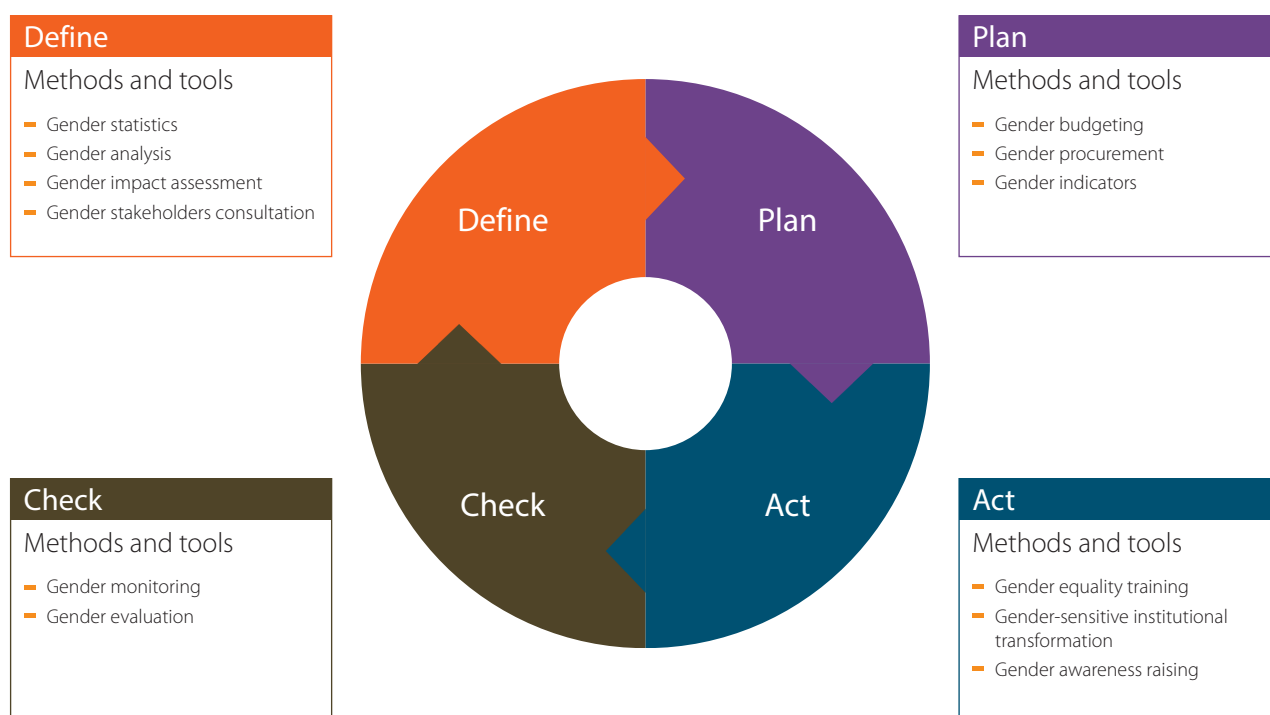 Define
Methods and tools
Gender statistics
Gender analysis
Gender impact assessment
Gender stakeholders consultation
Plan
Methods and tools
Gender budgeting
Gender procurement
Gender indicators
Define
Plan
Check
Act
Check
Methods and tools
Gender monitoring
Gender evaluation
Act
Methods and tools
Gender equality training
Gender-sensitive institutional
transformation
Gender awareness raising